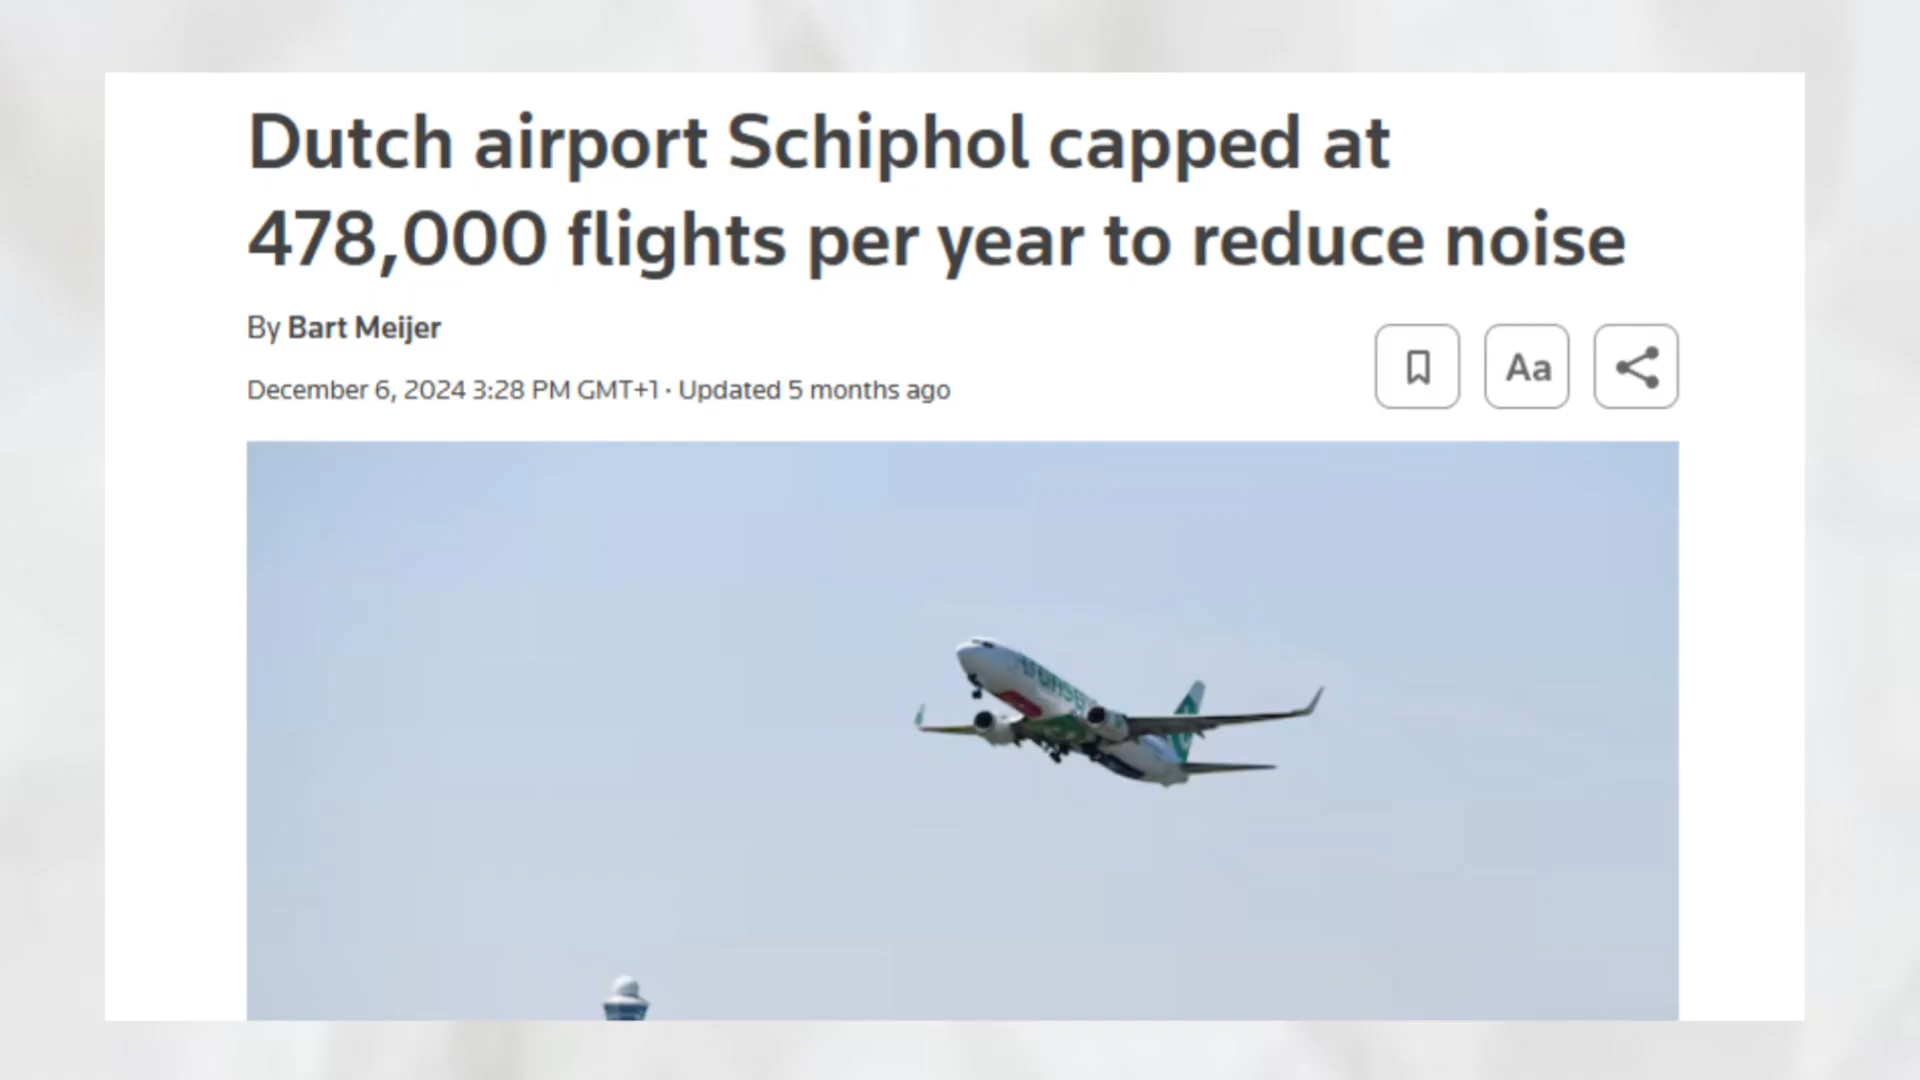 Dutch airport Schiphol capped at
478,000 flights per year to reduce noise
By Bart Meijer
December 6, 2024 3:28 PM GMT+1 · Updated 5 months ago
Aa